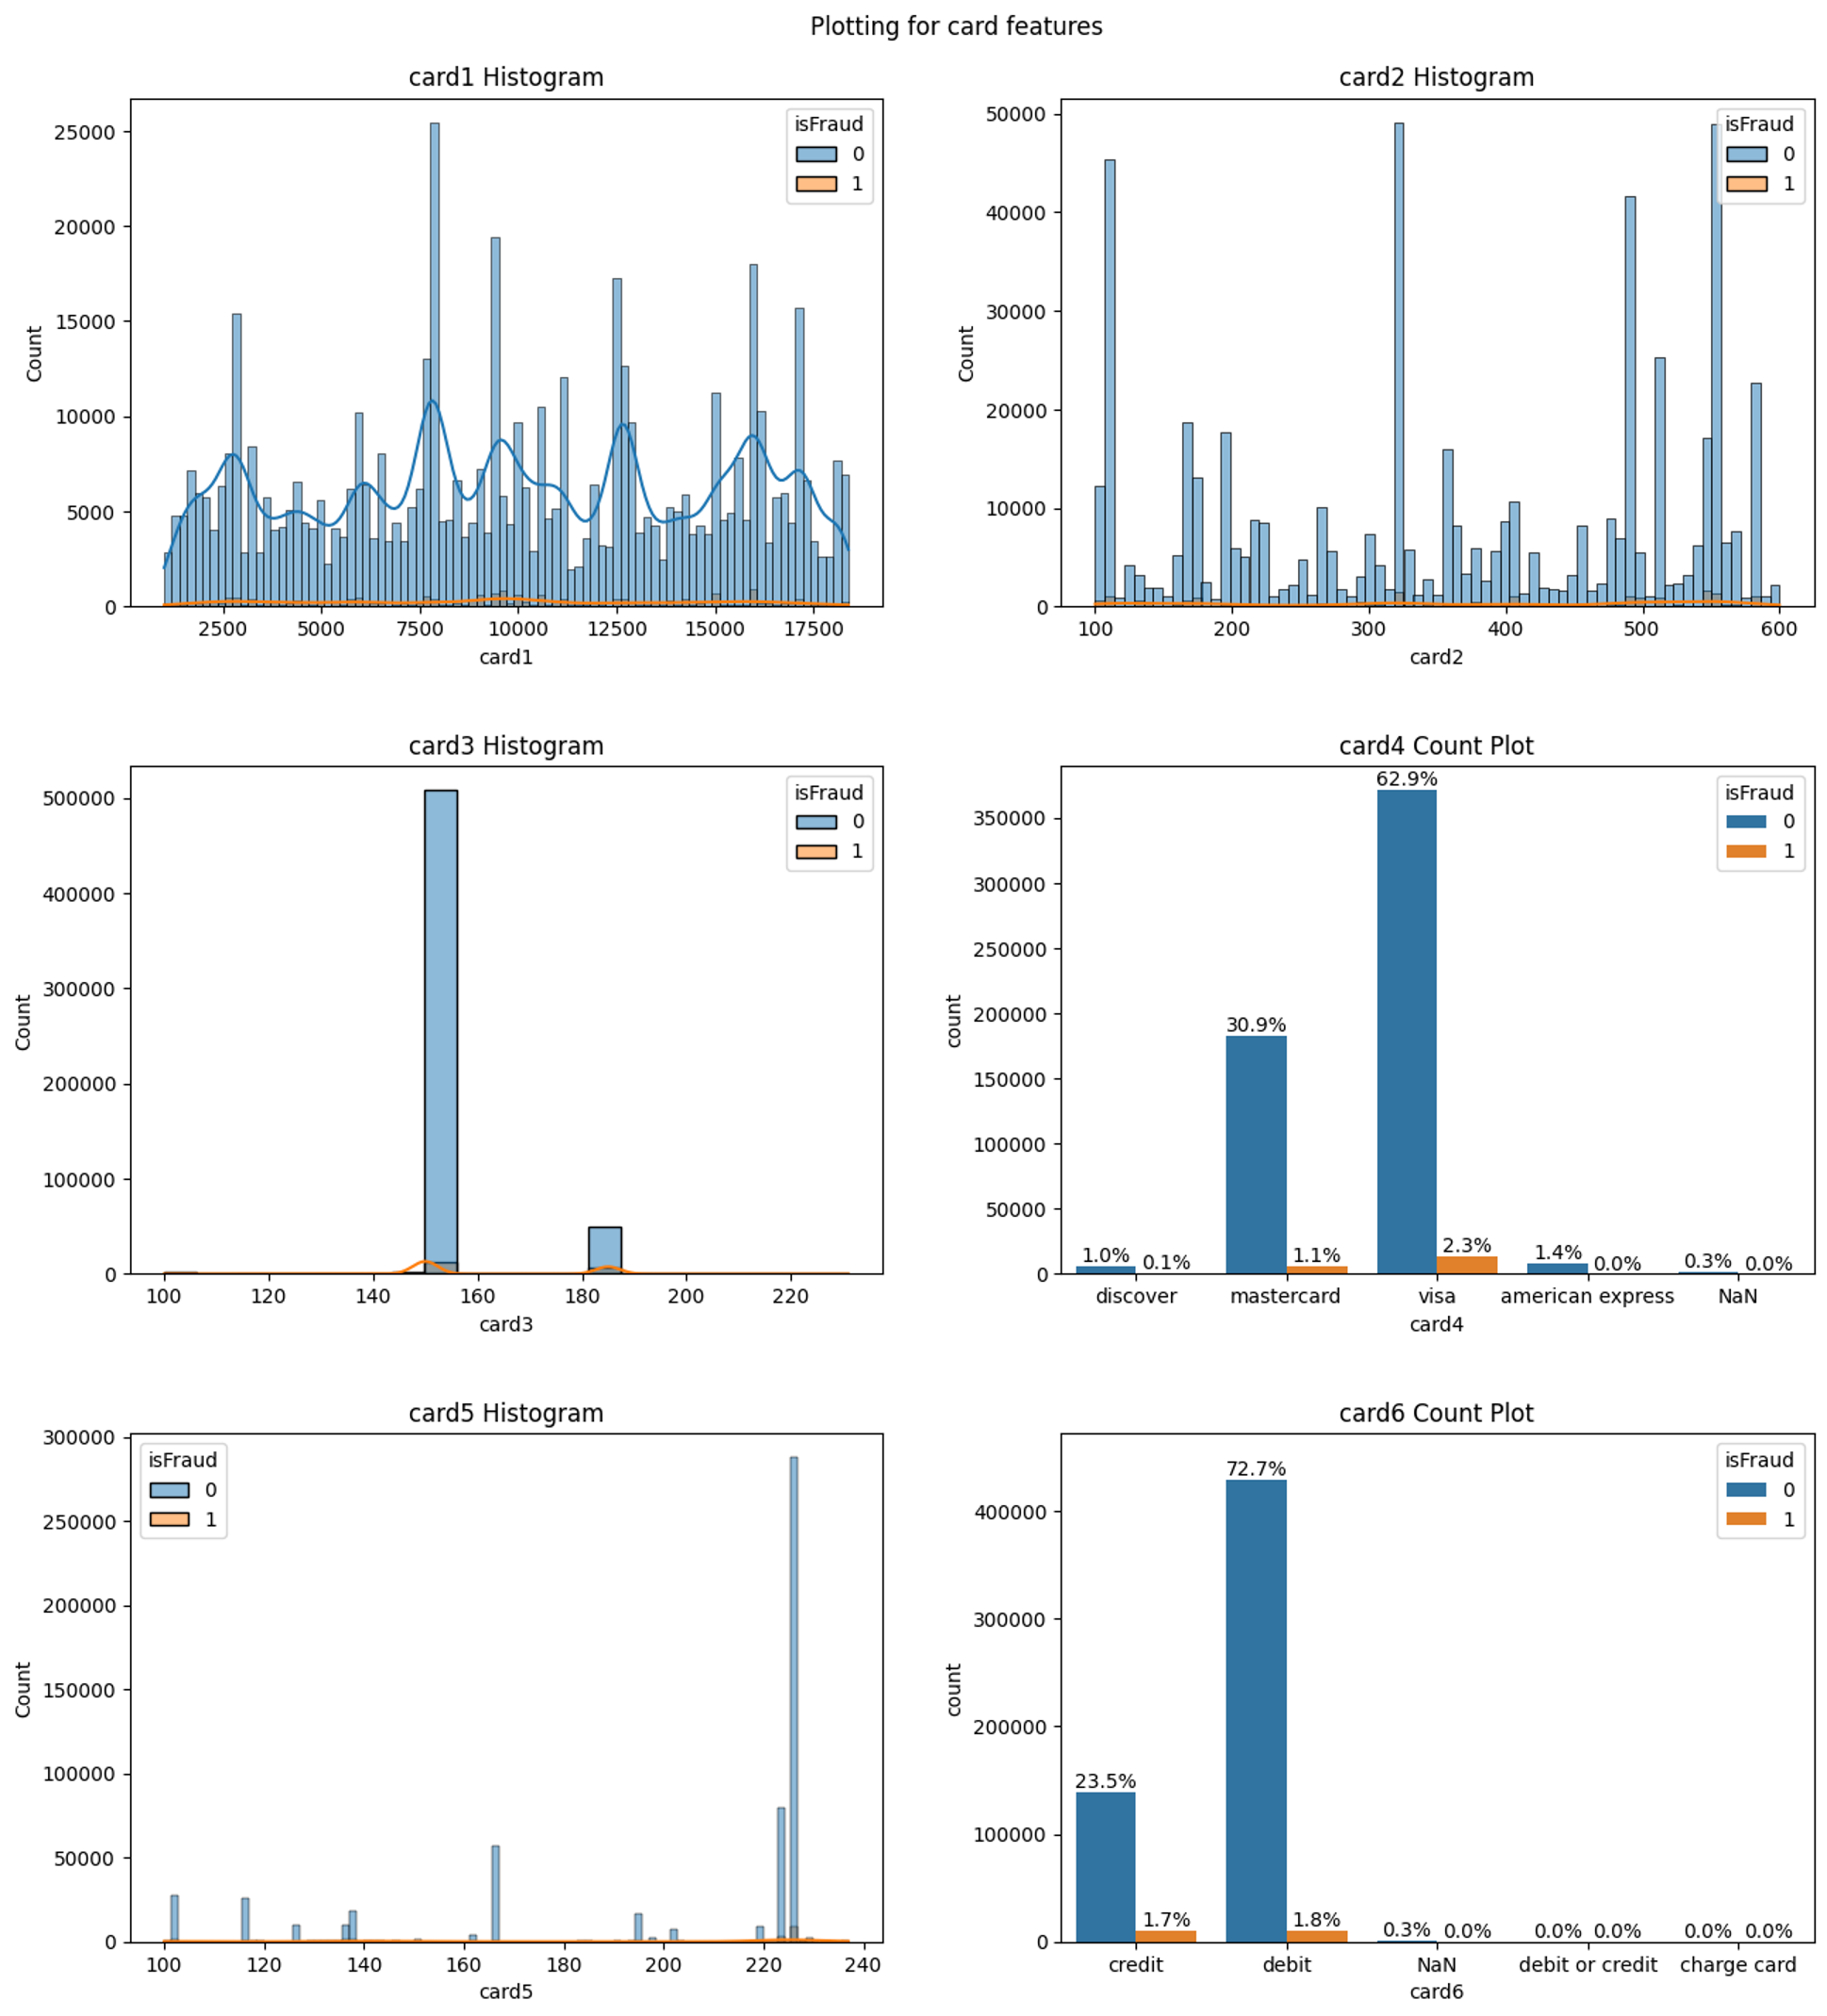 Plotting for card features
card1 Histogram
25000
20000
15000
10000
5000
0
Count
isFraud
0
1
2500 5000 7500 10000 12500 15000 17500
card1
card2 Histogram
50000
40000
30000
20000
10000
0
Count
isFraud
0
1
100 200 300 400 500 600
card2
card3 Histogram
500000
400000
300000
200000
100000
0
Count
isFraud
0
1
100 120 140 160 180 200 220
card3
card4 Count Plot
350000
300000
250000
200000
150000
100000
50000
0
count
isFraud
0
1
62.9%
30.9%
2.3%
1.0% 0.1% 1.1% 1.4% 0.0% 0.3% 0.0%
discover mastercard visa american express NaN
card4
card5 Histogram
300000
250000
200000
150000
100000
50000
0
Count
isFraud
0
1
100 120 140 160 180 200 220 240
card5
card6 Count Plot
400000
300000
200000
100000
0
count
isFraud
0
1
72.7%
23.5%
1.7% 1.8% 0.3% 0.0% 0.0% 0.0% 0.0% 0.0%
credit debit NaN debit or credit charge card
card6